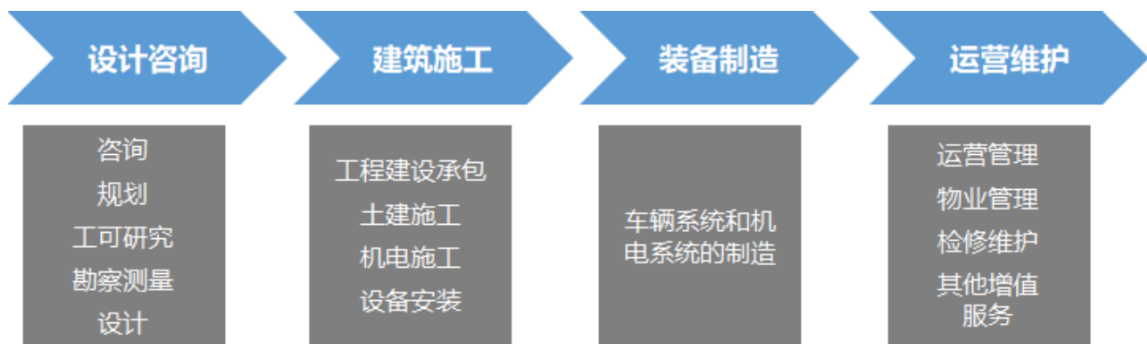 设计咨询
建筑施工
装备制造
运营维护
咨询
规划
工可研究
勘察测量
设计
工程建设承包
土建施工
机电施工
设备安装
车辆系统和机
电系统的制造
运营管理
物业管理
检修维护
其他增值
服务